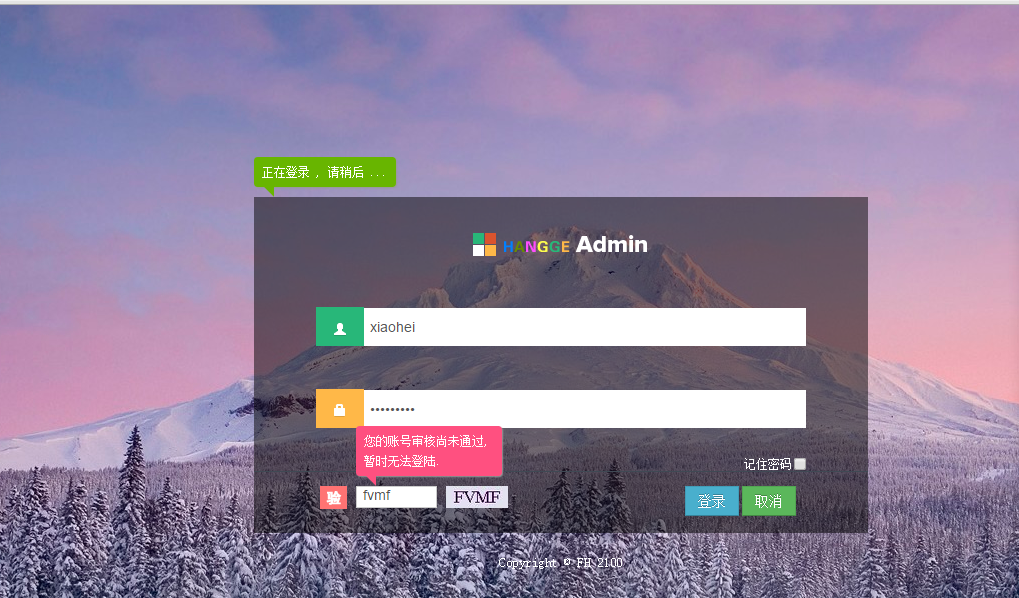 正在登录 ， 请稍后 ...
HANGGE Admin
xiaohei
您的账号审核尚未通过,
暂时无法登陆.
记住密码
验 fvmf FVMF 登录 取消
Copyright © FH 2100